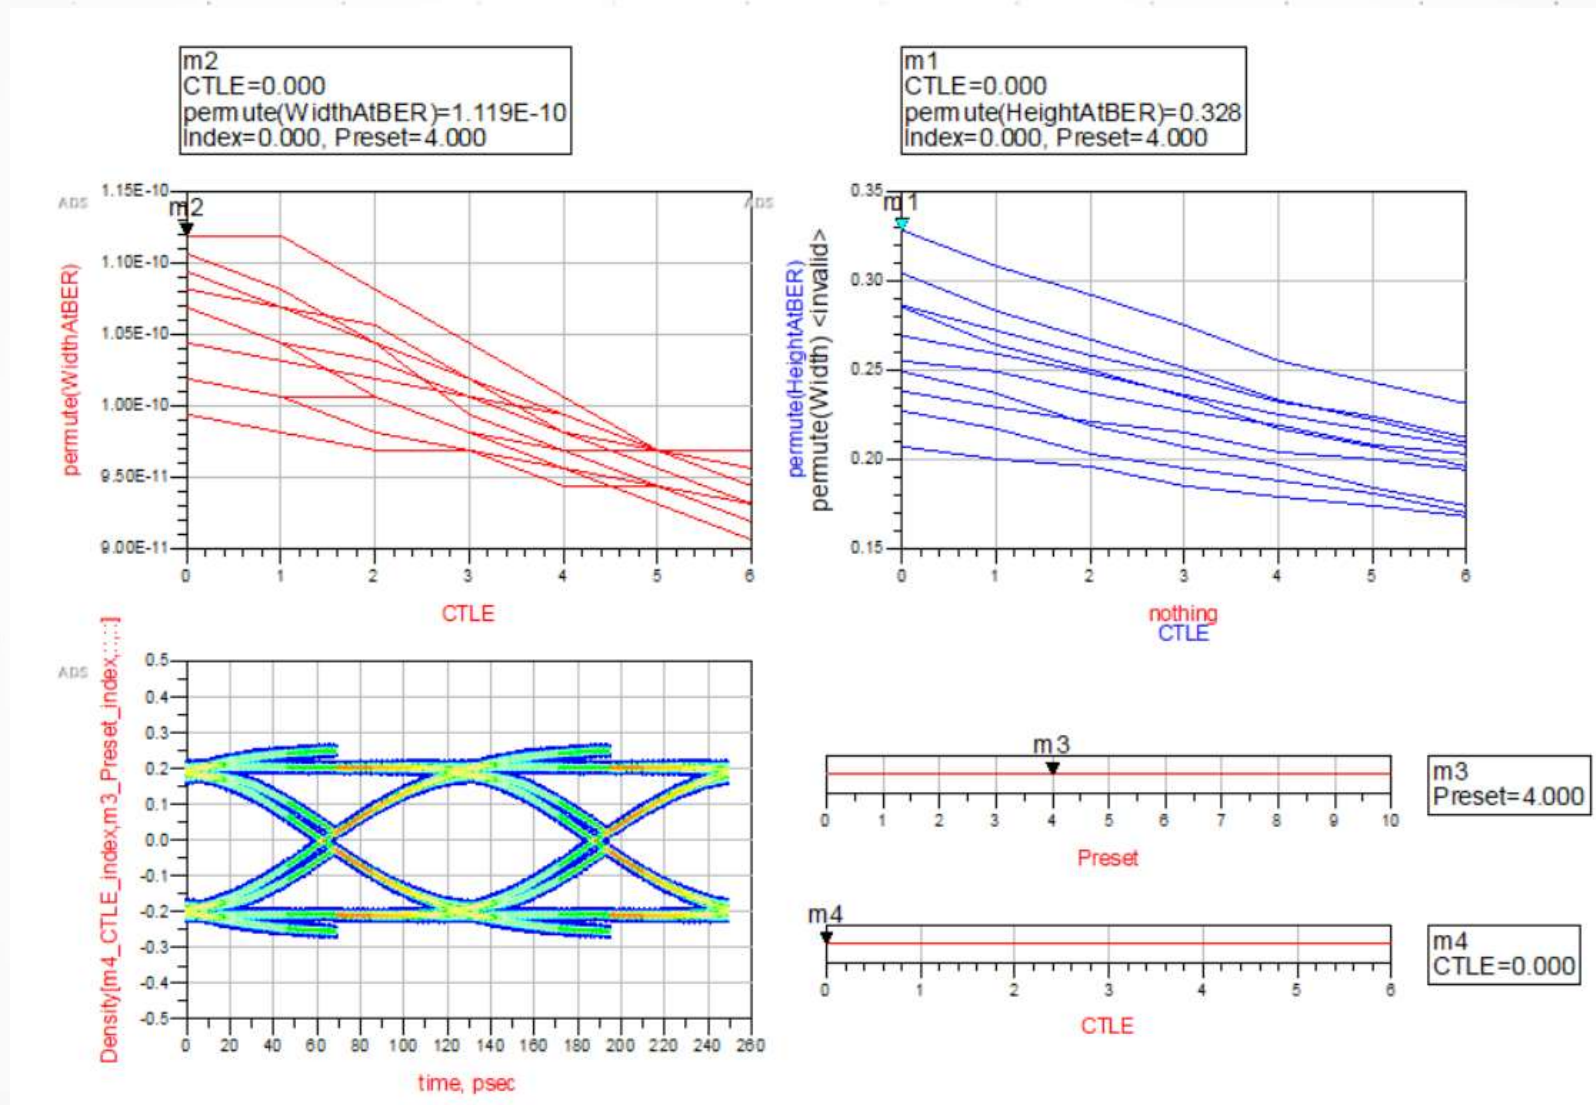 m2
CTLE=0.000
permute(WidthAtBER)=1.119E-10
Index=0.000, Preset=4.000
m1
CTLE=0.000
permute(HeightAtBER)=0.328
Index=0.000, Preset=4.000
ADS
permute(WidthAtBER)
1.15E-10
1.10E-10
1.05E-10
1.00E-10
9.50E-11
9.00E-11
m2
0 1 2 3 4 5 6
CTLE
ADS
permute(HeightAtBER)
permute(Width) <invalid>
0.35
0.30
0.25
0.20
0.15
m1
0 1 2 3 4 5 6
nothing
CTLE
ADS
Density[m4_CTLE_index,m3_Preset_index,::,::]
0.5
0.4
0.3
0.2
0.1
0.0
-0.1
-0.2
-0.3
-0.4
-0.5
0 20 40 60 80 100 120 140 160 180 200 220 240 260
time, psec
m3
0 1 2 3 4 5 6 7 8 9 10
Preset
m3
Preset=4.000
m4
0 1 2 3 4 5 6
CTLE
m4
CTLE=0.000